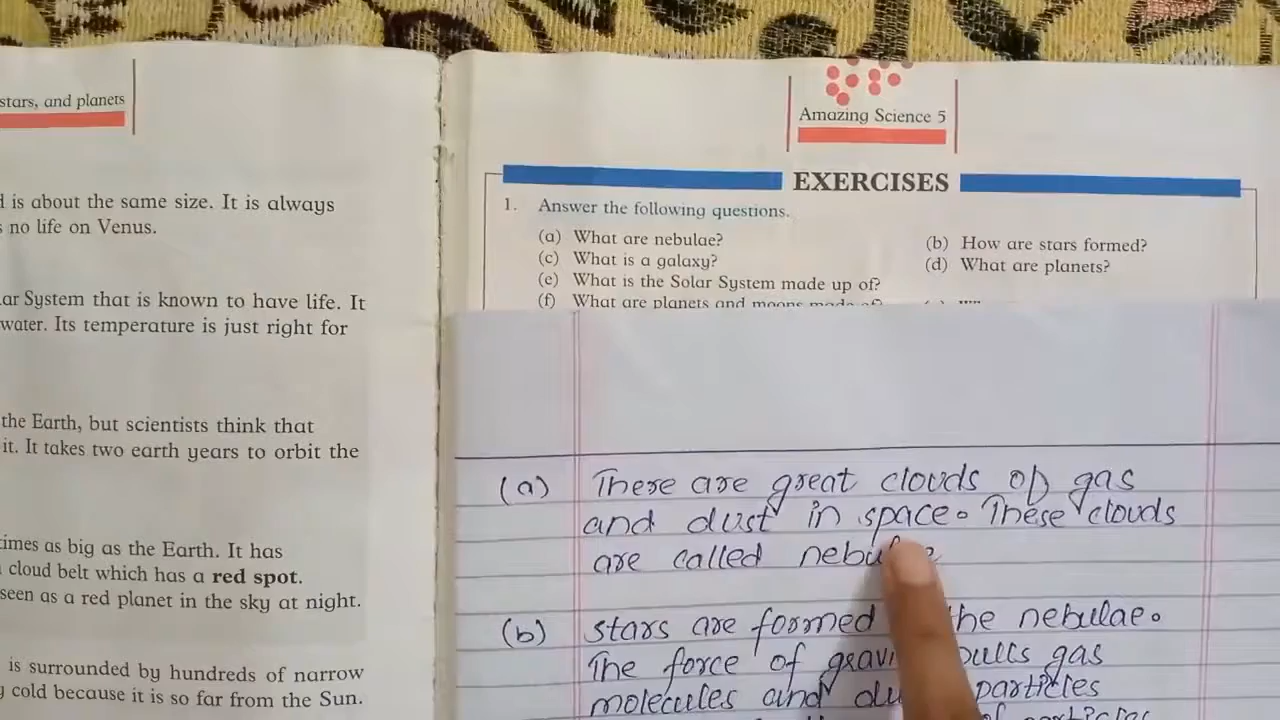 stars, and planets
is about the same size. It is always
no life on Venus.
ar System that is known to have life. It
water. Its temperature is just right for
the Earth, but scientists think that
it. It takes two earth years to orbit the
times as big as the Earth. It has
cloud belt which has a red spot.
seen as a red planet in the sky at night.
is surrounded by hundreds of narrow
cold because it is so far from the Sun.
Amazing Science 5
EXERCISES
1. Answer the following questions.
(a) What are nebulae?
(b) How are stars formed?
(c) What is a galaxy?
(d) What are planets?
(e) What is the Solar System made up of?
(f) What are planets and moons made of?
(a) There are great clouds of gas
and dust in space. These clouds
are called
(b) stars are formed the nebulae.
The force of pulls gas
molecules and particles
of particles